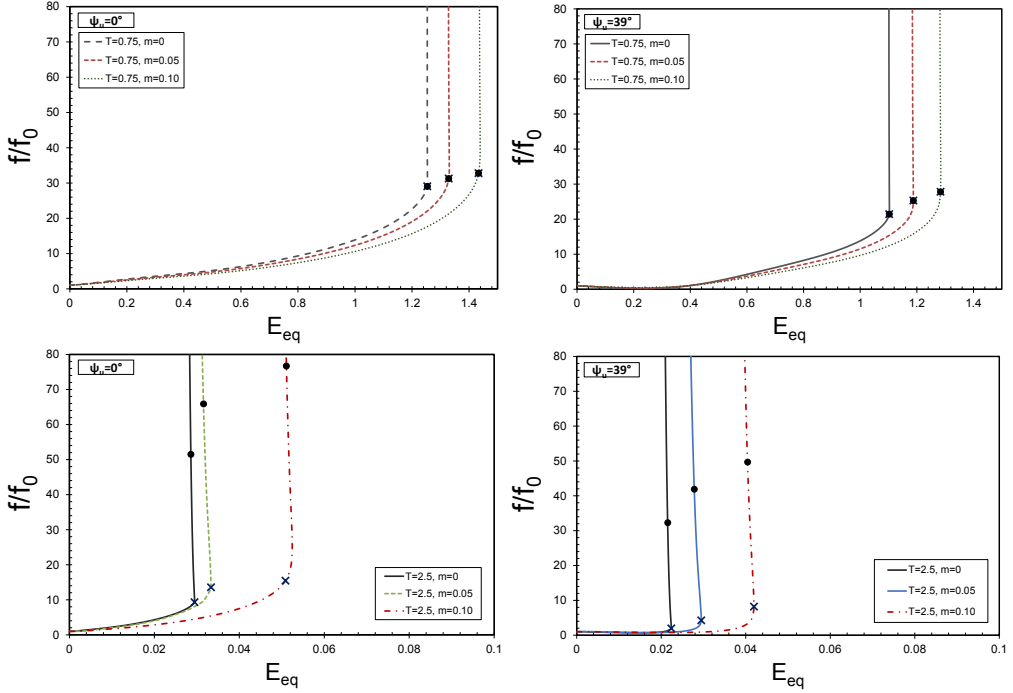 ψᵤ=0°
T=0.75, m=0
T=0.75, m=0.05
T=0.75, m=0.10
f/f₀
80
70
60
50
40
30
20
10
0
0 0.2 0.4 0.6 0.8 1 1.2 1.4
E_eq
ψᵤ=39°
T=0.75, m=0
T=0.75, m=0.05
T=0.75, m=0.10
f/f₀
80
70
60
50
40
30
20
10
0
0 0.2 0.4 0.6 0.8 1 1.2 1.4
E_eq
ψᵤ=0°
f/f₀
80
70
60
50
40
30
20
10
0
T=2.5, m=0
T=2.5, m=0.05
T=2.5, m=0.10
0 0.02 0.04 0.06 0.08 0.1
E_eq
ψᵤ=39°
f/f₀
80
70
60
50
40
30
20
10
0
T=2.5, m=0
T=2.5, m=0.05
T=2.5, m=0.10
0 0.02 0.04 0.06 0.08 0.1
E_eq